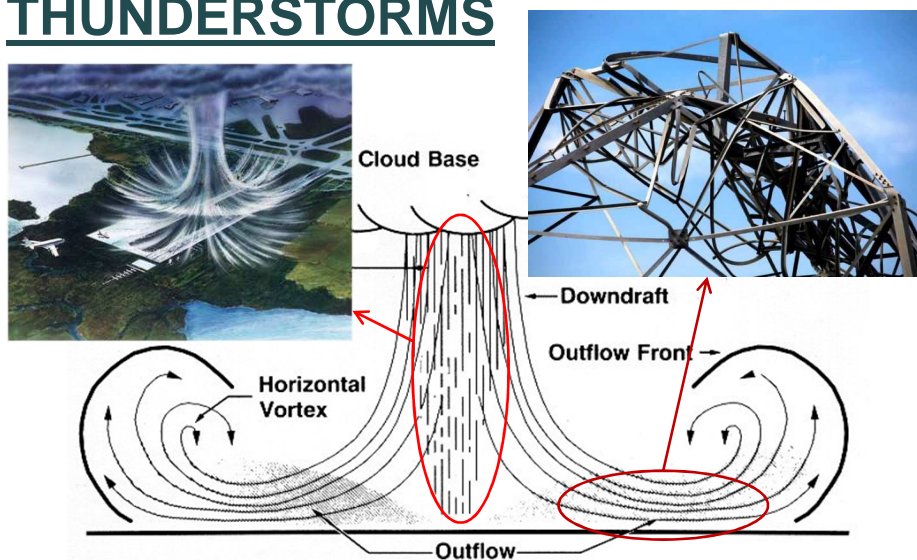 THUNDERSTORMS
Cloud Base
Downdraft
Outflow Front
Horizontal
Vortex
Outflow